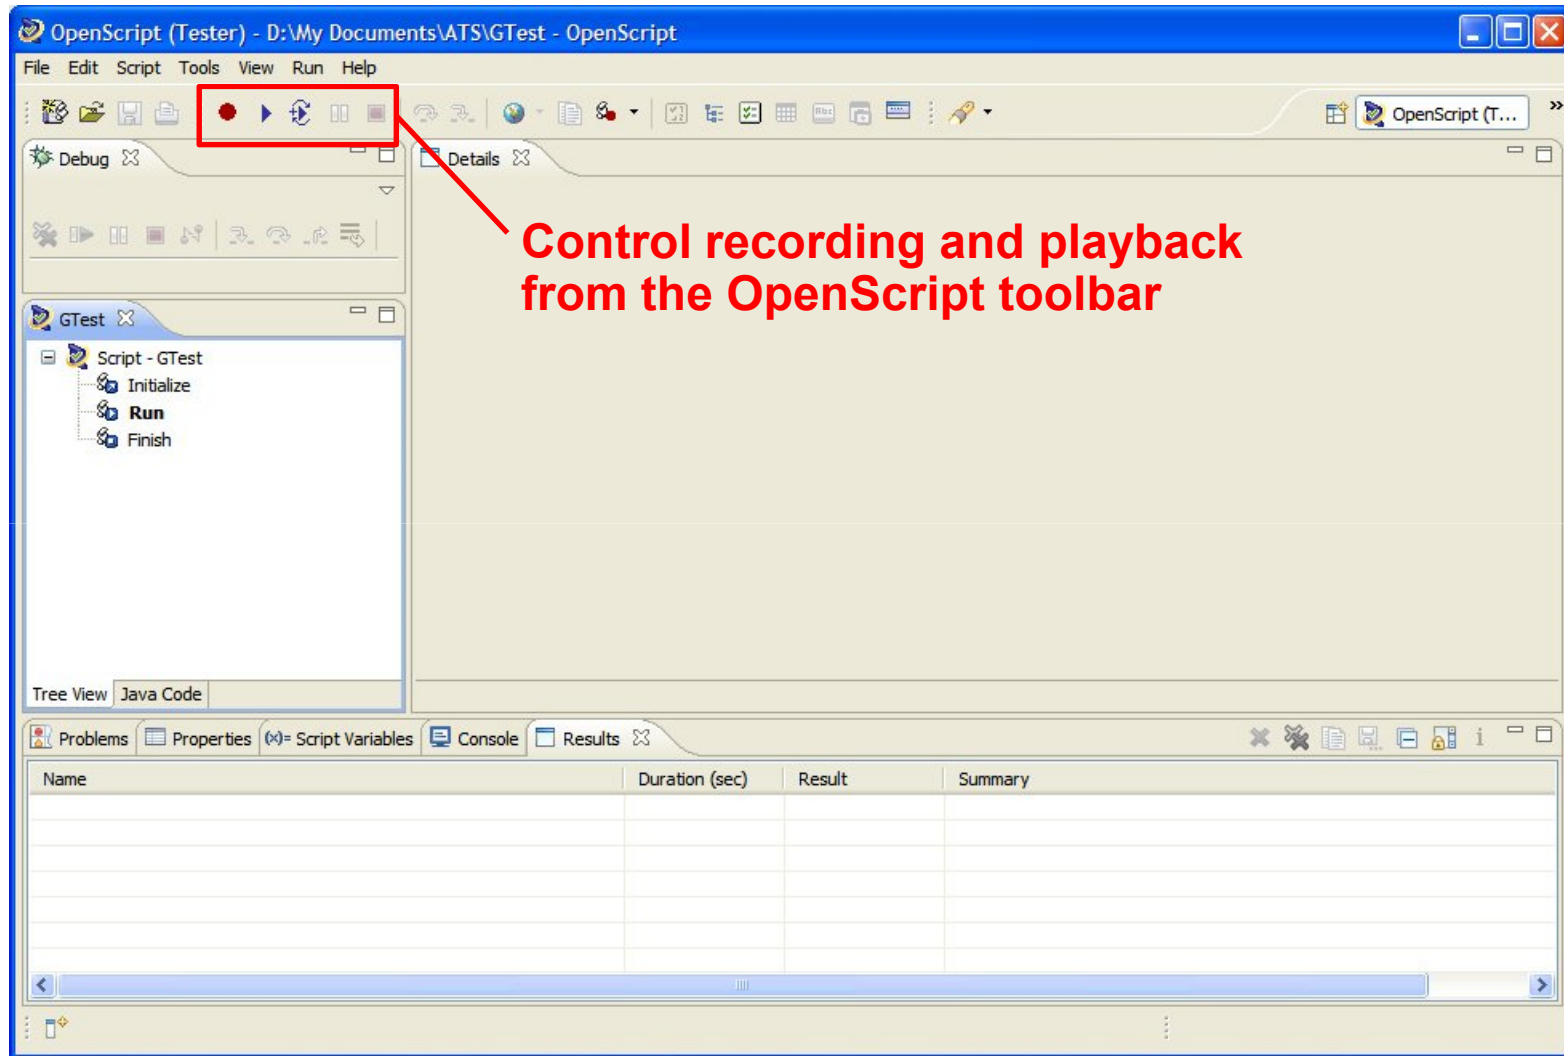 OpenScript (Tester) - D:\My Documents\ATS\GTest - OpenScript
File Edit Script Tools View Run Help
OpenScript (T... »
Debug
Details
Control recording and playback
from the OpenScript toolbar
GTest
Script - GTest
Initialize
Run
Finish
Tree View Java Code
Problems Properties (x)= Script Variables Console Results
Name Duration (sec) Result Summary